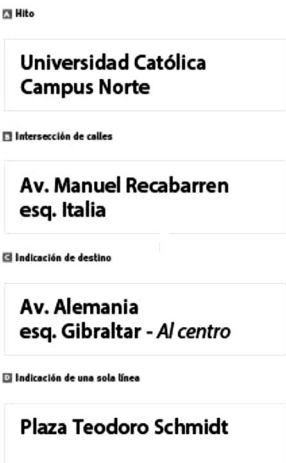 A Hito
Universidad Católica
Campus Norte
B Intersección de calles
Av. Manuel Recabarren
esq. Italia
C Indicación de destino
Av. Alemania
esq. Gibraltar - Al centro
D Indicación de una sola línea
Plaza Teodoro Schmidt